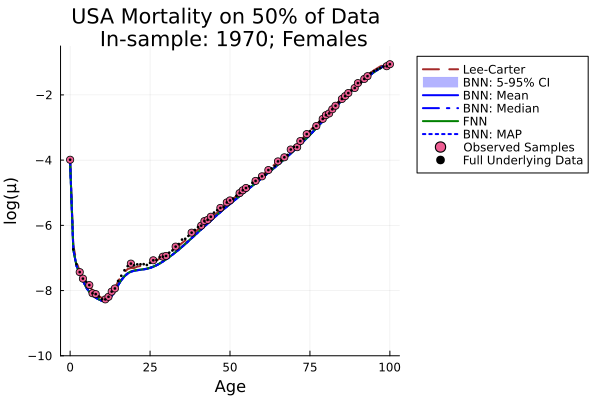 USA Mortality on 50% of Data
In-sample: 1970; Females
Lee-Carter
BNN: 5-95% CI
BNN: Mean
BNN: Median
FNN
BNN: MAP
Observed Samples
Full Underlying Data
log(μ)
−2
−4
−6
−8
−10
0
25
50
75
100
Age